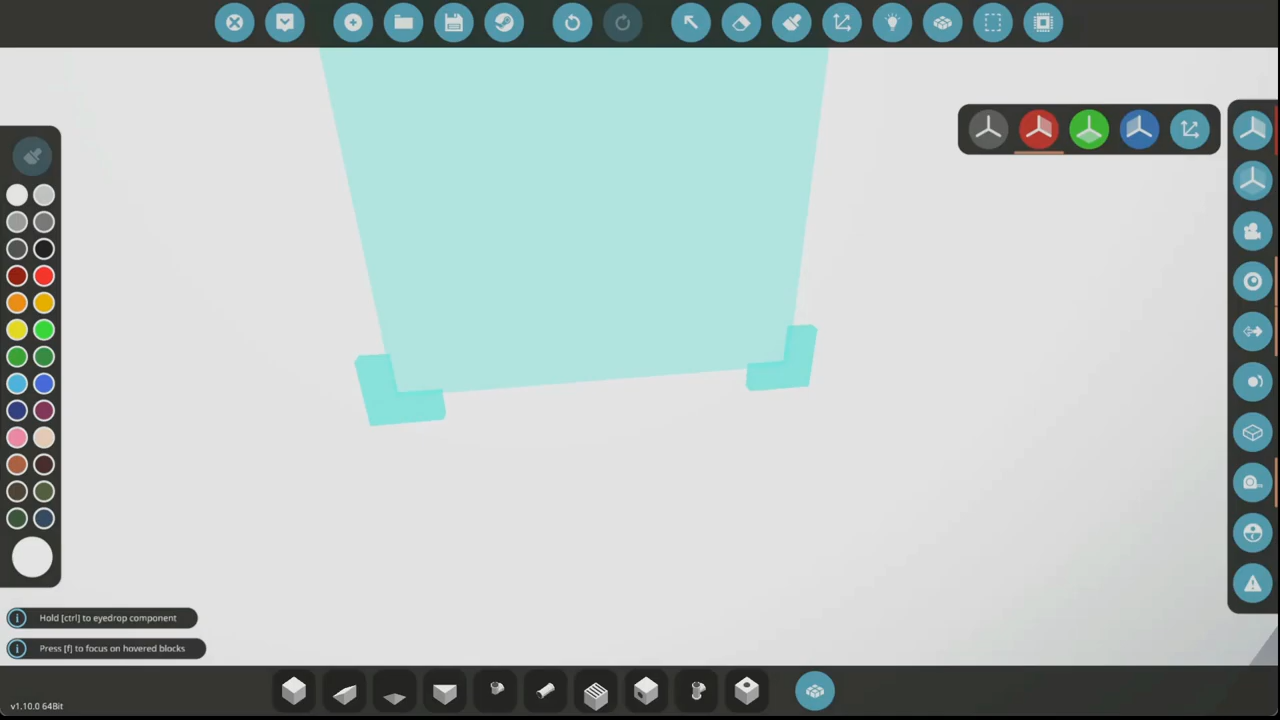 Hold [ctrl] to eyedrop component
Press [f] to focus on hovered blocks
v1.10.0 64Bit